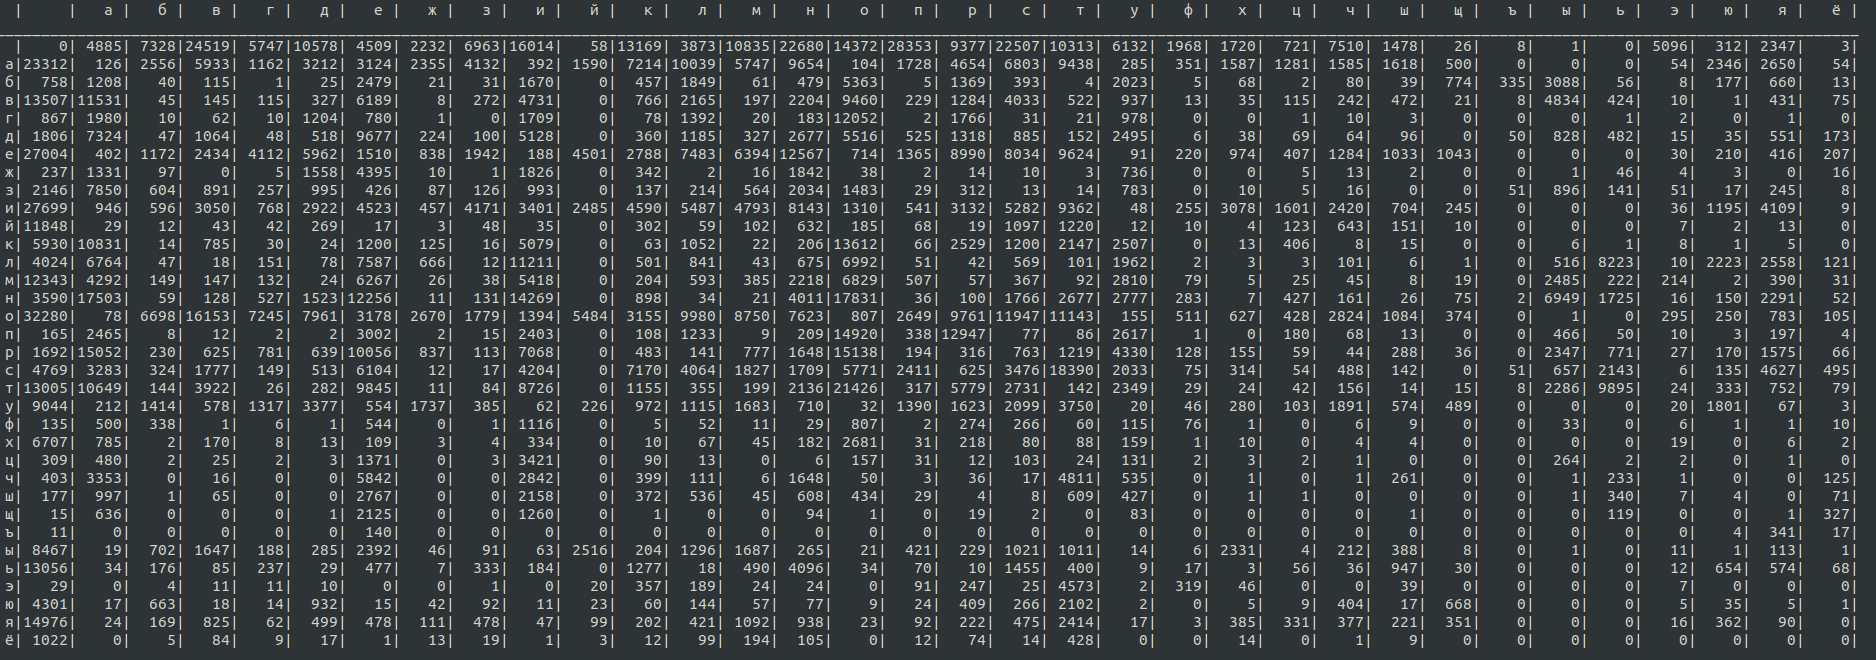 | | а| б| в| г| д| е| ж| з| и| й| к| л| м| н| о| п| р| с| т| у| ф| х| ц| ч| ш| щ| ъ| ы| ь| э| ю| я| ё|
| 0| 4885| 7328|24519| 5747|10578| 4509| 2232| 6963|16014| 58|13169| 3873|10835|22680|14372|28353| 9377|22507|10313| 6132| 1968| 1720| 721| 7510| 1478| 26| 8| 1| 0| 5096| 312| 2347| 3|
а|23312| 126| 2556| 5933| 1162| 3212| 3124| 2355| 4132| 392| 1590| 7214|10039| 5747| 9654| 104| 1728| 4654| 6803| 9438| 285| 351| 1587| 1281| 1585| 1618| 500| 0| 0| 0| 54| 2346| 2650| 54|
б| 758| 1208| 40| 115| 1| 25| 2479| 21| 31| 1670| 0| 457| 1849| 61| 479| 5363| 5| 1369| 393| 4| 2023| 5| 68| 2| 80| 39| 774| 335| 3088| 56| 8| 177| 660| 13|
в|13507|11531| 45| 145| 115| 327| 6189| 8| 272| 4731| 0| 766| 2165| 197| 2204| 9460| 229| 1284| 4033| 522| 937| 13| 35| 115| 242| 472| 21| 8| 4834| 424| 10| 1| 431| 75|
г| 867| 1980| 10| 62| 10| 1204| 780| 1| 0| 1709| 0| 78| 1392| 20| 183|12052| 2| 1766| 31| 21| 978| 0| 0| 1| 10| 3| 0| 0| 0| 1| 2| 0| 1| 0|
д| 1806| 7324| 47| 1064| 48| 518| 9677| 224| 100| 5128| 0| 360| 1185| 327| 2677| 5516| 525| 1318| 885| 152| 2495| 6| 38| 69| 64| 96| 0| 50| 828| 482| 15| 35| 551| 173|
е|27004| 402| 1172| 2434| 4112| 5962| 1510| 838| 1942| 188| 4501| 2788| 7483| 6394|12567| 714| 1365| 8990| 8034| 9624| 91| 220| 974| 407| 1284| 1033| 1043| 0| 0| 0| 30| 210| 416| 207|
ж| 237| 1331| 97| 0| 5| 1558| 4395| 10| 1| 1826| 0| 342| 2| 16| 1842| 38| 2| 14| 10| 3| 736| 0| 0| 5| 13| 2| 0| 0| 1| 46| 4| 3| 0| 16|
з| 2146| 7850| 604| 891| 257| 995| 426| 87| 126| 993| 0| 137| 214| 564| 2034| 1483| 29| 312| 13| 14| 783| 0| 10| 5| 16| 0| 0| 51| 896| 141| 51| 17| 245| 8|
и|27699| 946| 596| 3050| 768| 2922| 4523| 457| 4171| 3401| 2485| 4590| 5487| 4793| 8143| 1310| 541| 3132| 5282| 9362| 48| 255| 3078| 1601| 2420| 704| 245| 0| 0| 0| 36| 1195| 4109| 9|
й|11848| 29| 12| 43| 42| 269| 17| 3| 48| 35| 0| 302| 59| 102| 632| 185| 68| 19| 1097| 1220| 12| 10| 4| 123| 643| 151| 10| 0| 0| 0| 7| 2| 13| 0|
к| 5930|10831| 14| 785| 30| 24| 1200| 125| 16| 5079| 0| 63| 1052| 22| 206|13612| 66| 2529| 1200| 2147| 2507| 0| 13| 406| 8| 15| 0| 0| 6| 1| 8| 1| 5| 0|
л| 4024| 6764| 47| 18| 151| 78| 7587| 666| 12|11211| 0| 501| 841| 43| 675| 6992| 51| 42| 569| 101| 1962| 2| 3| 3| 101| 6| 1| 0| 516| 8223| 10| 2223| 2558| 121|
м|12343| 4292| 149| 147| 132| 24| 6267| 26| 38| 5418| 0| 204| 593| 385| 2218| 6829| 507| 57| 367| 92| 2810| 79| 5| 25| 45| 8| 19| 0| 2485| 222| 214| 2| 390| 31|
н| 3590|17503| 59| 128| 527| 1523|12256| 11| 131|14269| 0| 898| 34| 21| 4011|17831| 36| 100| 1766| 2677| 2777| 283| 7| 427| 161| 26| 75| 2| 6949| 1725| 16| 150| 2291| 52|
о|32280| 78| 6698|16153| 7245| 7961| 3178| 2670| 1779| 1394| 5484| 3155| 9980| 8750| 7623| 807| 2649| 9761|11947|11143| 155| 511| 627| 428| 2824| 1084| 374| 0| 1| 0| 295| 250| 783| 105|
п| 165| 2465| 8| 12| 2| 2| 3002| 2| 15| 2403| 0| 108| 1233| 9| 209|14920| 338|12947| 77| 86| 2617| 1| 0| 180| 68| 13| 0| 0| 466| 50| 10| 3| 197| 4|
р| 1692|15052| 230| 625| 781| 639|10056| 837| 113| 7068| 0| 483| 141| 777| 1648|15138| 194| 316| 763| 1219| 4330| 128| 155| 59| 44| 288| 36| 0| 2347| 771| 27| 170| 1575| 66|
с| 4769| 3283| 324| 1777| 149| 513| 6104| 12| 17| 4204| 0| 7170| 4064| 1827| 1709| 5771| 2411| 625| 3476|18390| 2033| 75| 314| 54| 488| 142| 0| 51| 657| 2143| 6| 135| 4627| 495|
т|13005|10649| 144| 3922| 26| 282| 9845| 11| 84| 8726| 0| 1155| 355| 199| 2136|21426| 317| 5779| 2731| 142| 2349| 29| 24| 42| 156| 14| 15| 8| 2286| 9895| 24| 333| 752| 79|
у| 9044| 212| 1414| 578| 1317| 3377| 554| 1737| 385| 62| 226| 972| 1115| 1683| 710| 32| 1390| 1623| 2099| 3750| 20| 46| 280| 103| 1891| 574| 489| 0| 0| 0| 20| 1801| 67| 3|
ф| 135| 500| 338| 1| 6| 1| 544| 0| 1| 1116| 0| 5| 52| 11| 29| 807| 2| 274| 266| 60| 115| 76| 1| 0| 6| 9| 0| 0| 33| 0| 6| 1| 1| 10|
х| 6707| 785| 2| 170| 8| 13| 109| 3| 4| 334| 0| 10| 67| 45| 182| 2681| 31| 218| 80| 88| 159| 1| 10| 0| 4| 4| 0| 0| 0| 0| 19| 0| 6| 2|
ц| 309| 480| 2| 25| 2| 3| 1371| 0| 3| 3421| 0| 90| 13| 0| 6| 157| 31| 12| 103| 24| 131| 2| 3| 2| 1| 0| 0| 0| 264| 2| 2| 0| 1| 0|
ч| 403| 3353| 0| 16| 0| 0| 5842| 0| 0| 2842| 0| 399| 111| 6| 1648| 50| 3| 36| 17| 4811| 535| 0| 1| 0| 1| 261| 0| 0| 1| 233| 1| 0| 0| 125|
ш| 177| 997| 1| 65| 0| 0| 2767| 0| 0| 2158| 0| 372| 536| 45| 608| 434| 29| 4| 8| 609| 427| 0| 1| 1| 0| 0| 0| 0| 1| 340| 7| 4| 0| 71|
щ| 15| 636| 0| 0| 0| 1| 2125| 0| 0| 1260| 0| 1| 0| 0| 94| 1| 0| 19| 2| 0| 83| 0| 0| 0| 0| 1| 0| 0| 0| 119| 0| 0| 1| 327|
ъ| 11| 0| 0| 0| 0| 0| 140| 0| 0| 0| 0| 0| 0| 0| 0| 0| 0| 0| 0| 0| 0| 0| 0| 0| 0| 0| 0| 0| 0| 0| 0| 4| 341| 17|
ы| 8467| 19| 702| 1647| 188| 285| 2392| 46| 91| 63| 2516| 204| 1296| 1687| 265| 21| 421| 229| 1021| 1011| 14| 6| 2331| 4| 212| 388| 8| 0| 1| 0| 11| 1| 113| 1|
ь|13056| 34| 176| 85| 237| 29| 477| 7| 333| 184| 0| 1277| 18| 490| 4096| 34| 70| 10| 1455| 400| 9| 17| 3| 56| 36| 947| 30| 0| 0| 0| 12| 654| 574| 68|
э| 29| 0| 4| 11| 11| 10| 0| 0| 1| 0| 20| 357| 189| 24| 24| 0| 91| 247| 25| 4573| 2| 319| 46| 0| 0| 39| 0| 0| 0| 0| 7| 0| 0| 0|
ю| 4301| 17| 663| 18| 14| 932| 15| 42| 92| 11| 23| 60| 144| 57| 77| 9| 24| 409| 266| 2102| 2| 0| 5| 9| 404| 17| 668| 0| 0| 0| 5| 35| 5| 1|
я|14976| 24| 169| 825| 62| 499| 478| 111| 478| 47| 99| 202| 421| 1092| 938| 23| 92| 222| 475| 2414| 17| 3| 385| 331| 377| 221| 351| 0| 0| 0| 16| 362| 90| 0|
ё| 1022| 0| 5| 84| 9| 17| 1| 13| 19| 1| 3| 12| 99| 194| 105| 0| 12| 74| 14| 428| 0| 0| 14| 0| 1| 9| 0| 0| 0| 0| 0| 0| 0| 0|